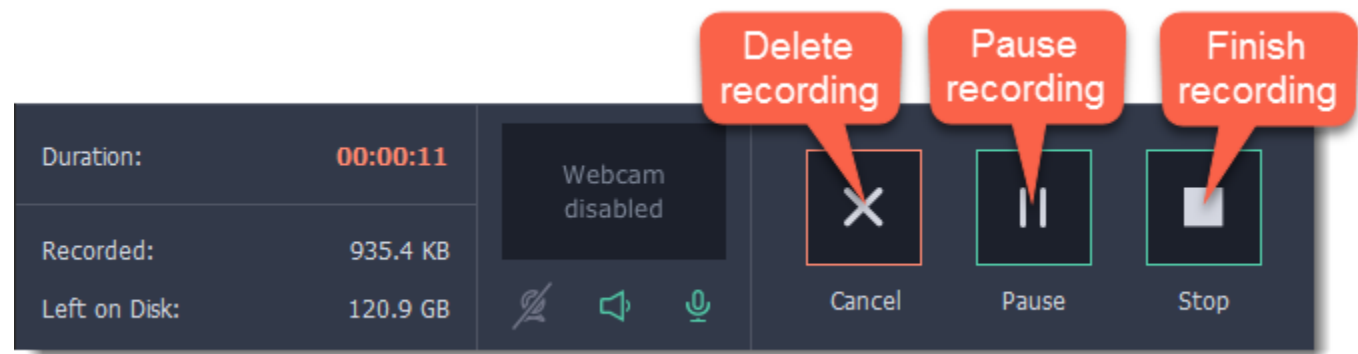 Delete
recording
Pause
recording
Finish
recording
Duration: 00:00:11
Webcam
disabled
Recorded: 935.4 KB
Left on Disk: 120.9 GB
Cancel
Pause
Stop